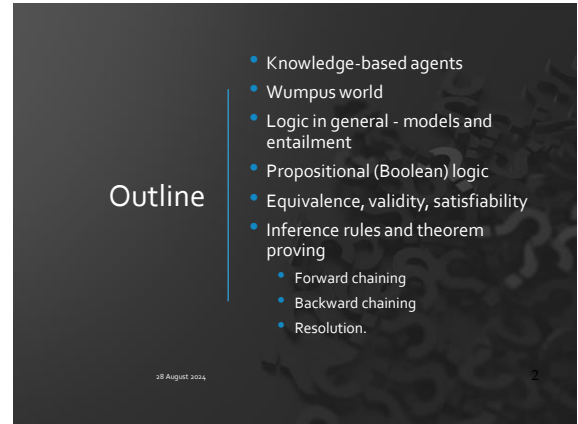 Outline
Knowledge-based agents
Wumpus world
Logic in general - models and
entailment
Propositional (Boolean) logic
Equivalence, validity, satisfiability
Inference rules and theorem
proving
Forward chaining
Backward chaining
Resolution.
28 August 2024
2